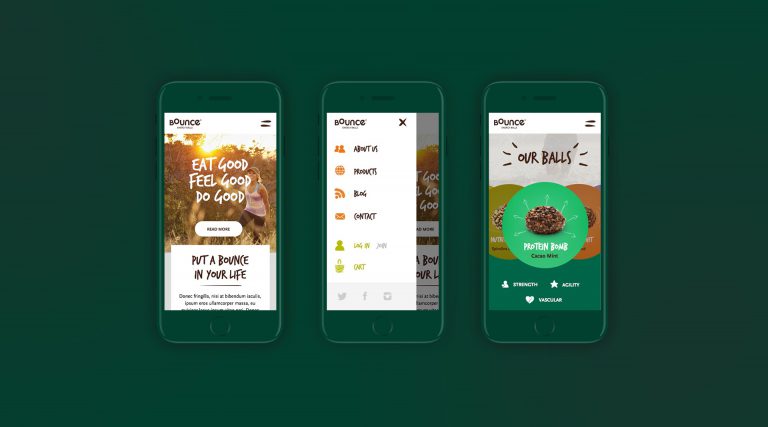 BOUNCE
ENERGY BALLS
EAT GOOD
FEEL GOOD
DO GOOD
READ MORE
PUT A BOUNCE
IN YOUR LIFE
Donec fringilla, nisi at bibendum iaculis,
ipsum eros ullamcorper massa, eu
BOUNCE
ENERGY BALLS
ABOUT US
PRODUCTS
BLOG
CONTACT
LOG IN JOIN
CART
READ MORE
BOUNCE
ENERGY BALLS
OUR BALLS
PROTEIN BOMB
Cacao Mint
STRENGTH
AGILITY
VASCULAR